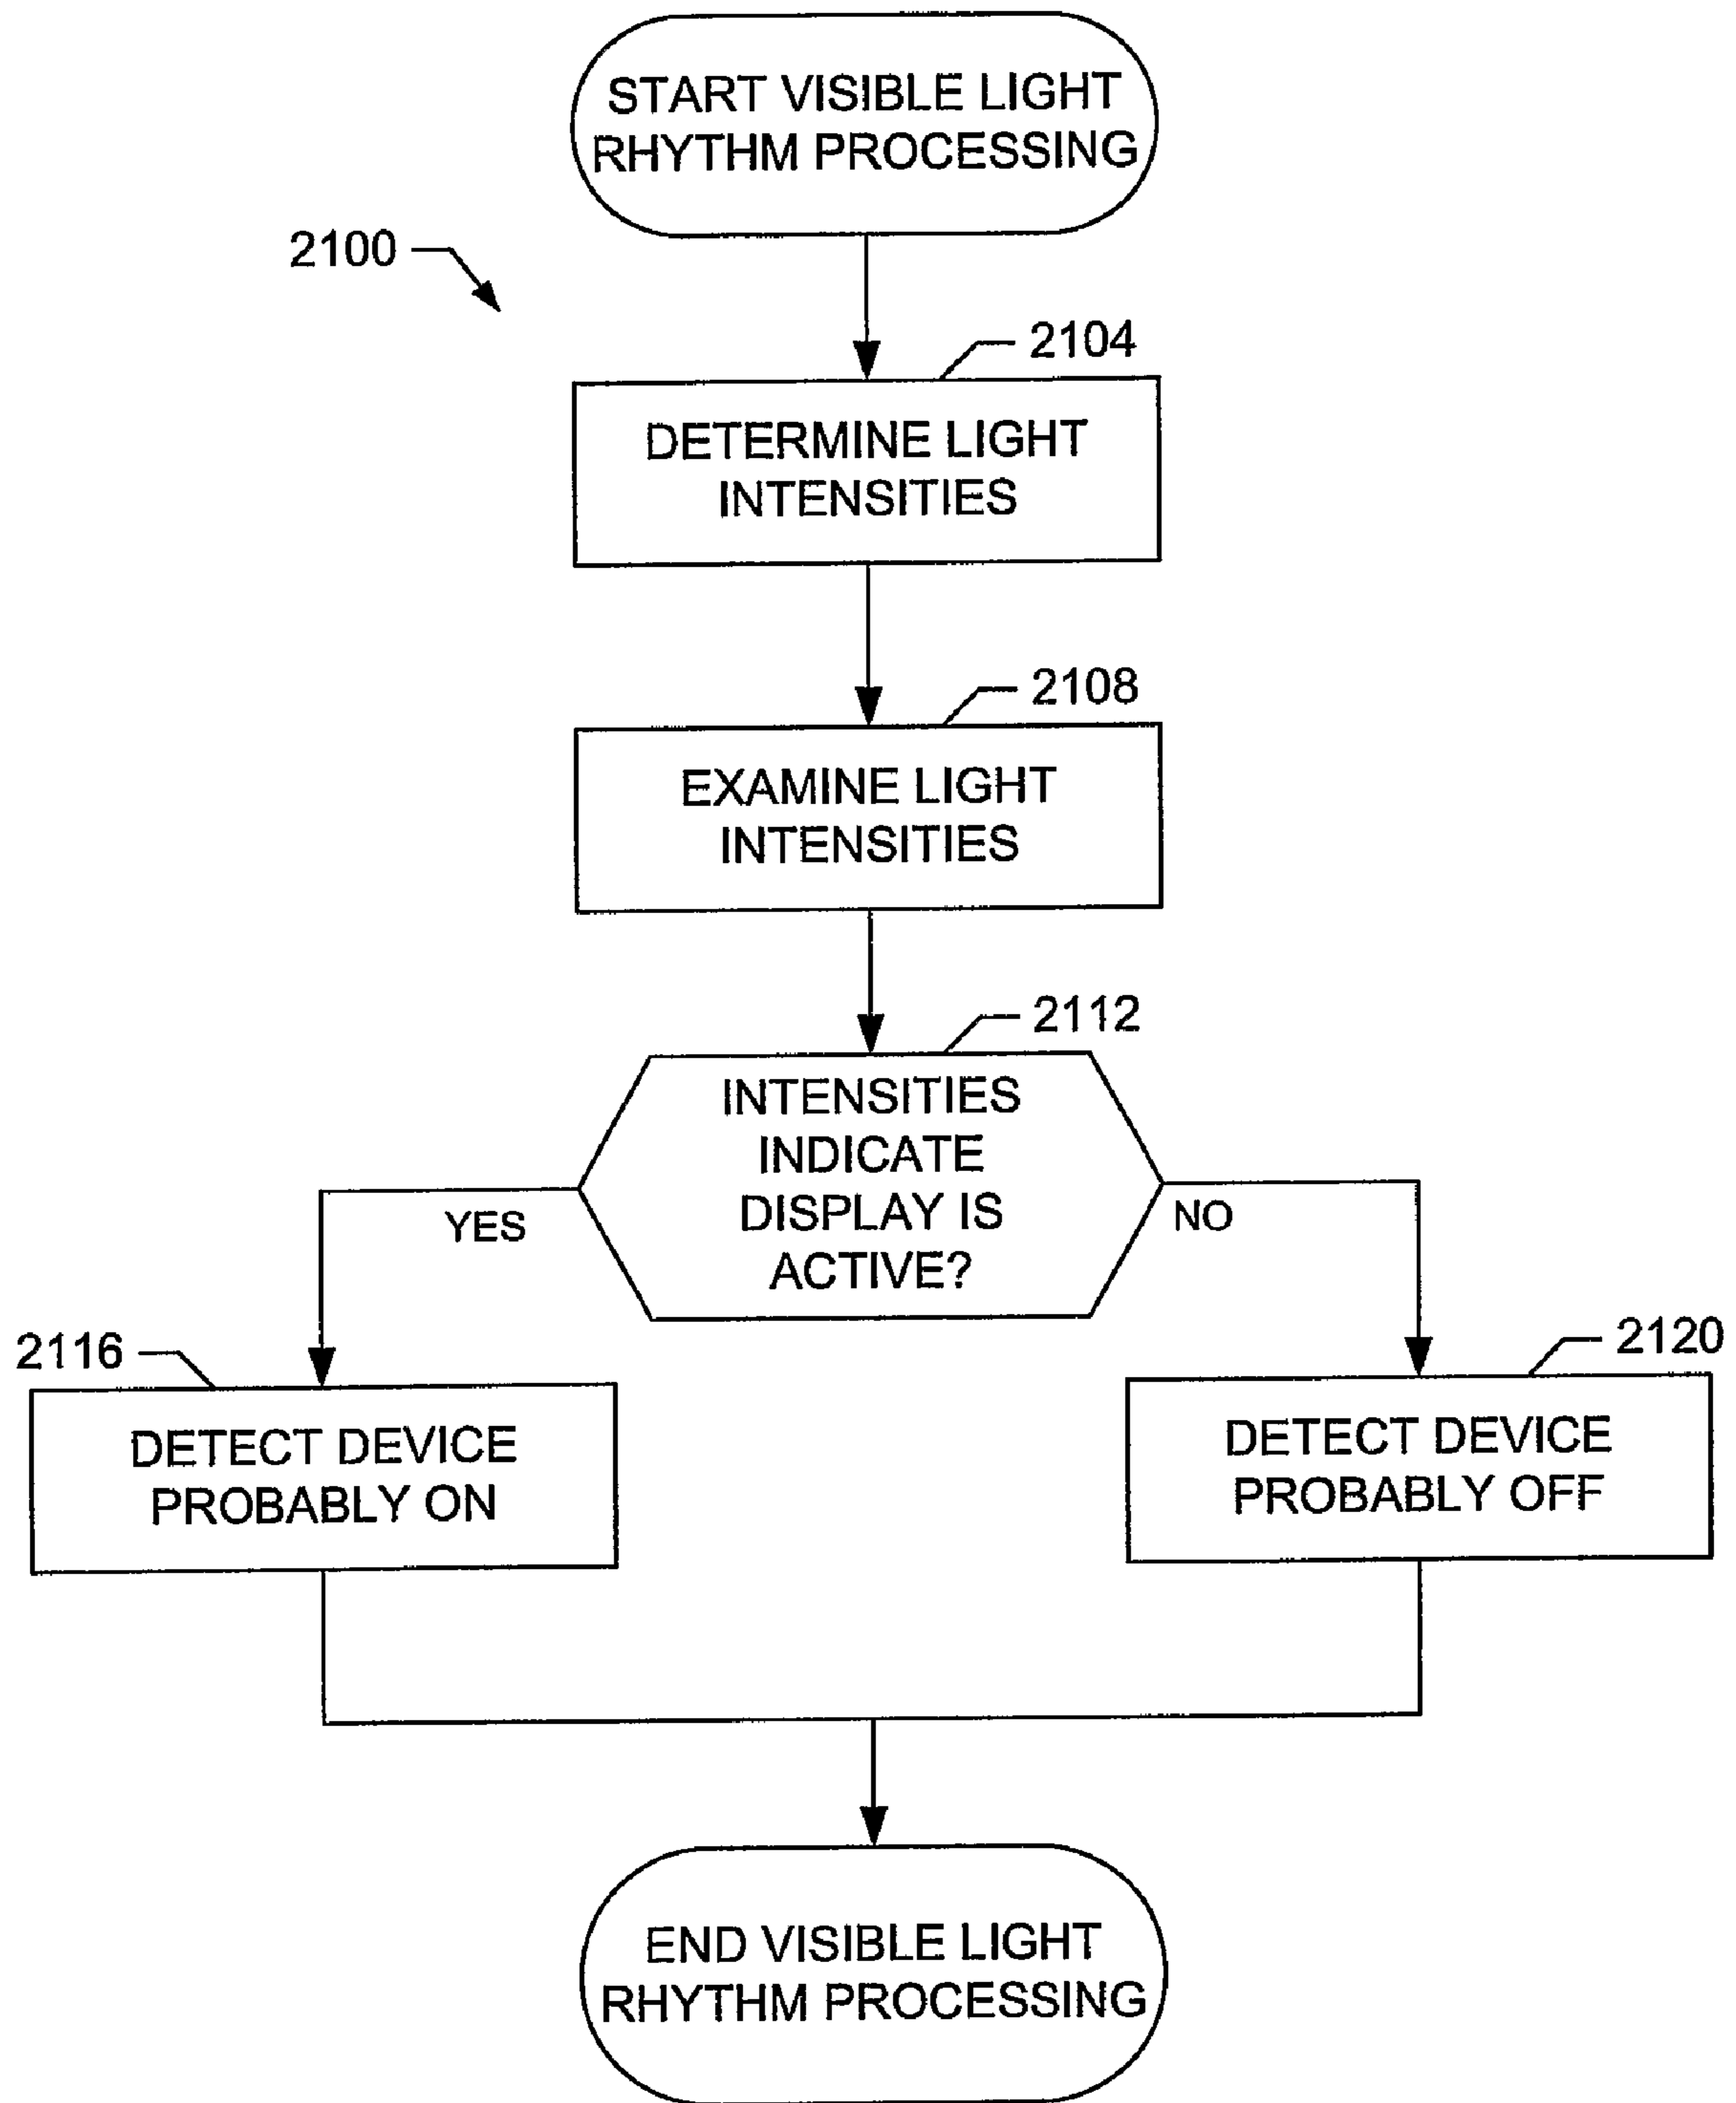 START VISIBLE LIGHT
RHYTHM PROCESSING
2100
2104
DETERMINE LIGHT
INTENSITIES
2108
EXAMINE LIGHT
INTENSITIES
2112
INTENSITIES
INDICATE
DISPLAY IS
ACTIVE?
YES
NO
2116
DETECT DEVICE
PROBABLY ON
2120
DETECT DEVICE
PROBABLY OFF
END VISIBLE LIGHT
RHYTHM PROCESSING